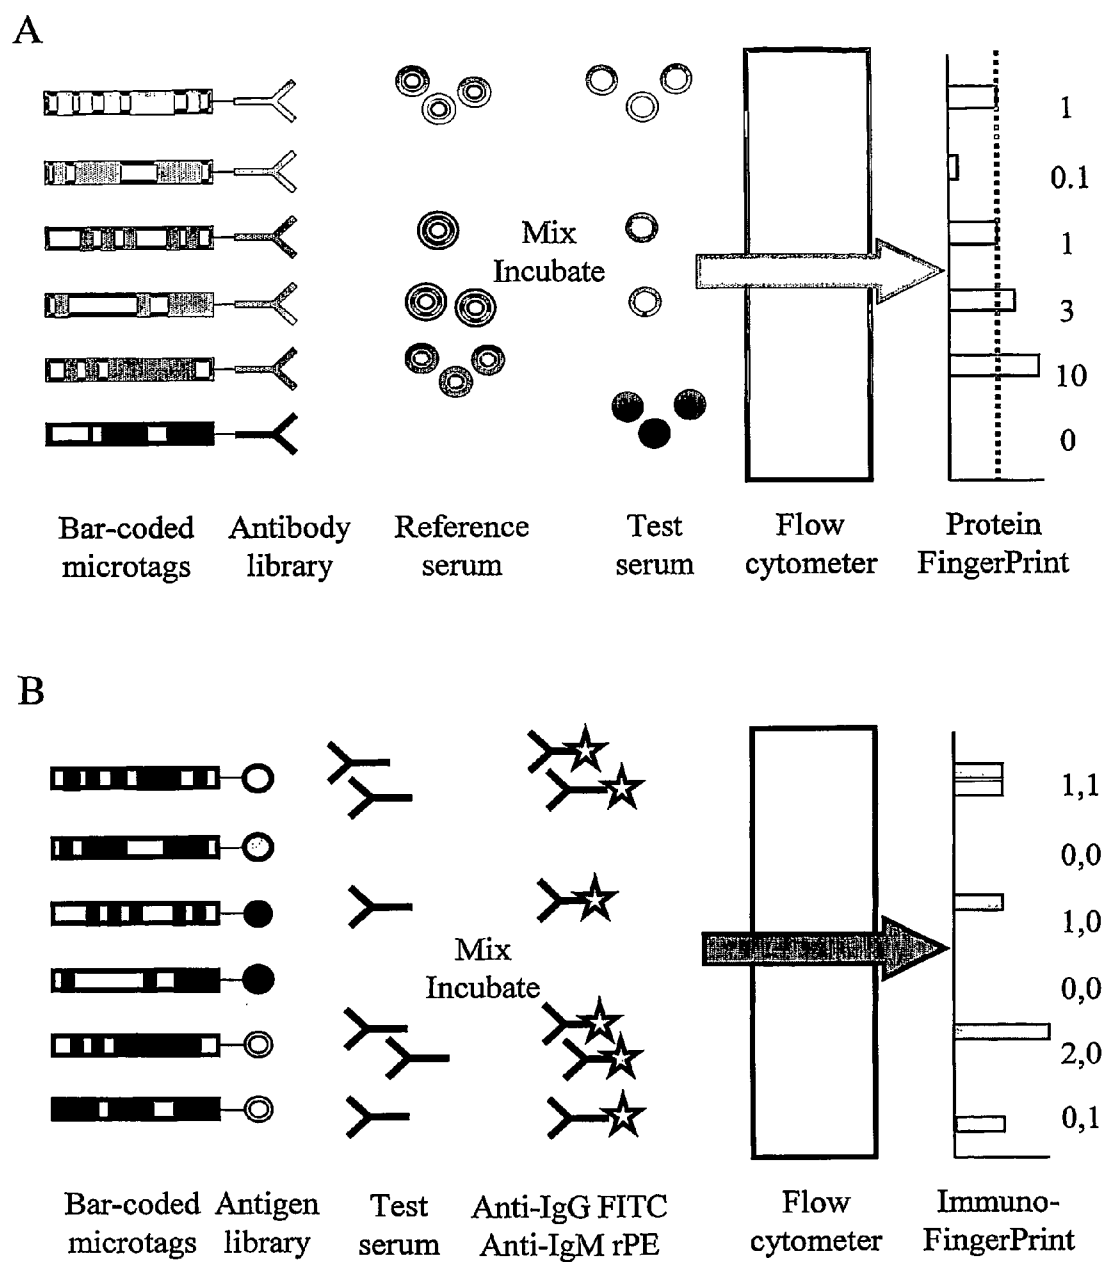 A
1
0.1
1
Mix
Incubate
3
10
0
Bar-coded
microtags
Antibody
library
Reference
serum
Test
serum
Flow
cytometer
Protein
FingerPrint
B
1,1
0,0
1,0
Mix
Incubate
0,0
2,0
0,1
Bar-coded
microtags
Antigen
library
Test
serum
Anti-IgG FITC
Anti-IgM rPE
Flow
cytometer
Immuno-
FingerPrint